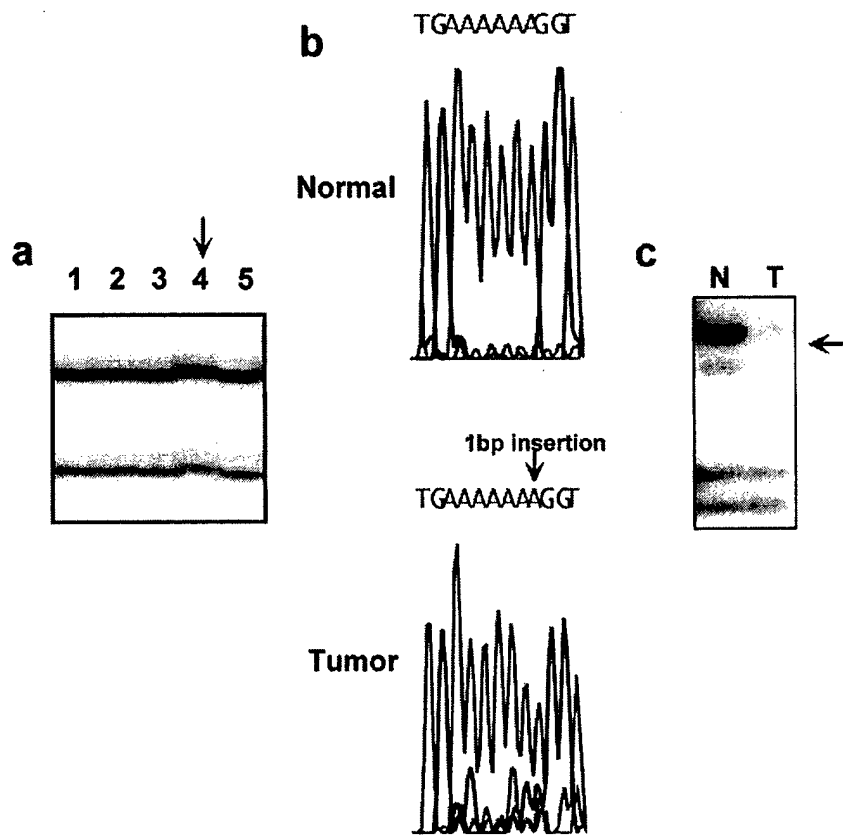 b
TGAAAAAAGGT
Normal
a
1 2 3 4 5
c
N T
1bp insertion
TGAAAAAAAGGT
Tumor